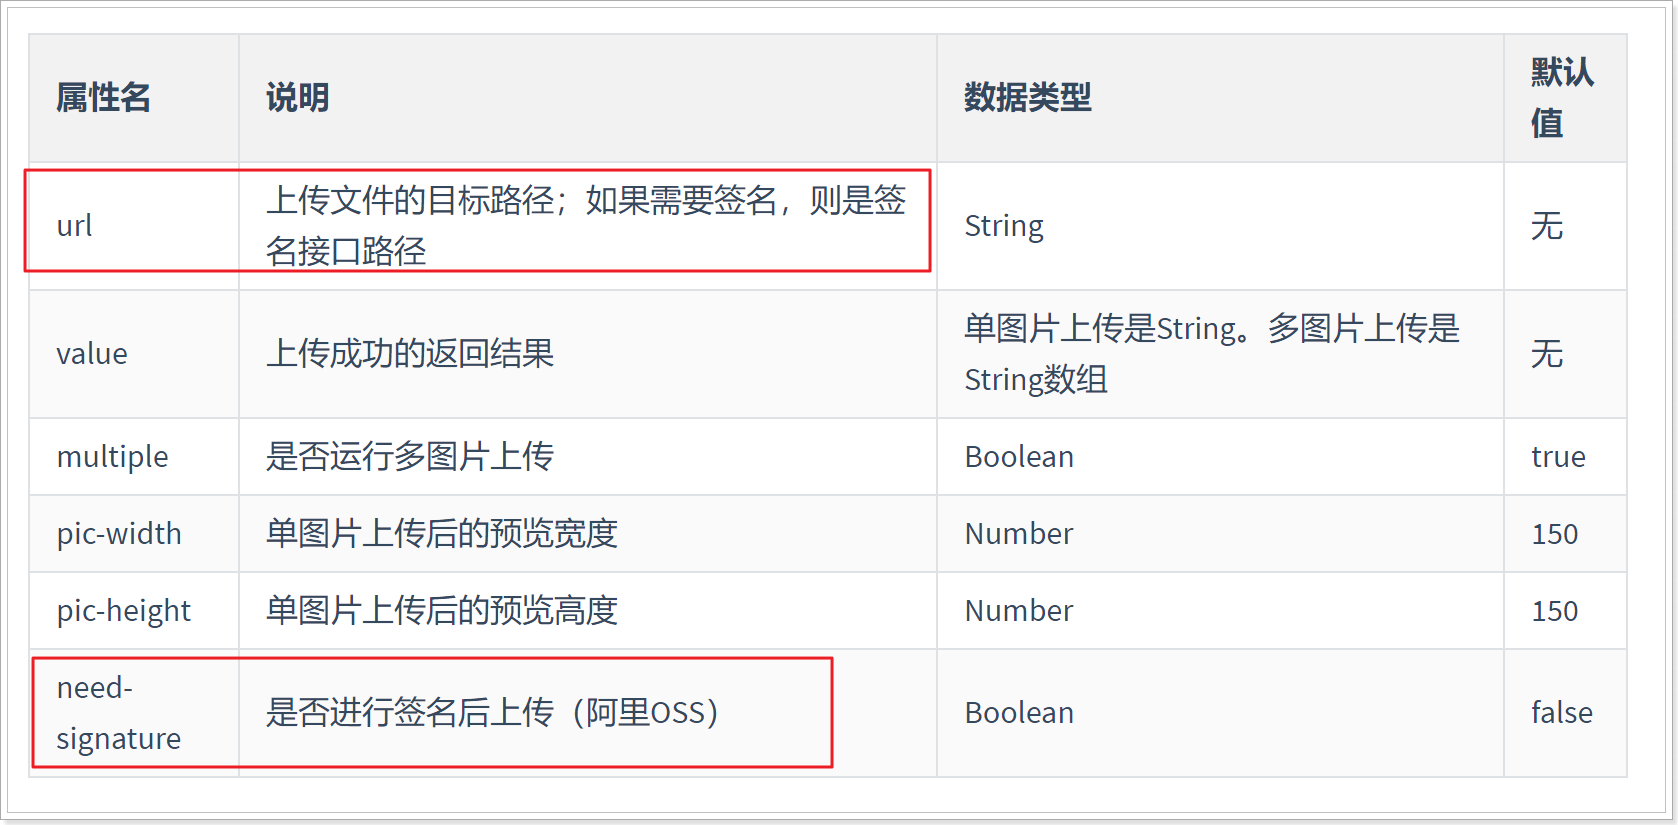 属性名 说明 数据类型 默认
值
url 上传文件的目标路径；如果需要签名，则是签
名接口路径 String 无
value 上传成功的返回结果 单图片上传是String。多图片上传是
String数组 无
multiple 是否运行多图片上传 Boolean true
pic-width 单图片上传后的预览宽度 Number 150
pic-height 单图片上传后的预览高度 Number 150
need-
signature 是否进行签名后上传（阿里OSS） Boolean false